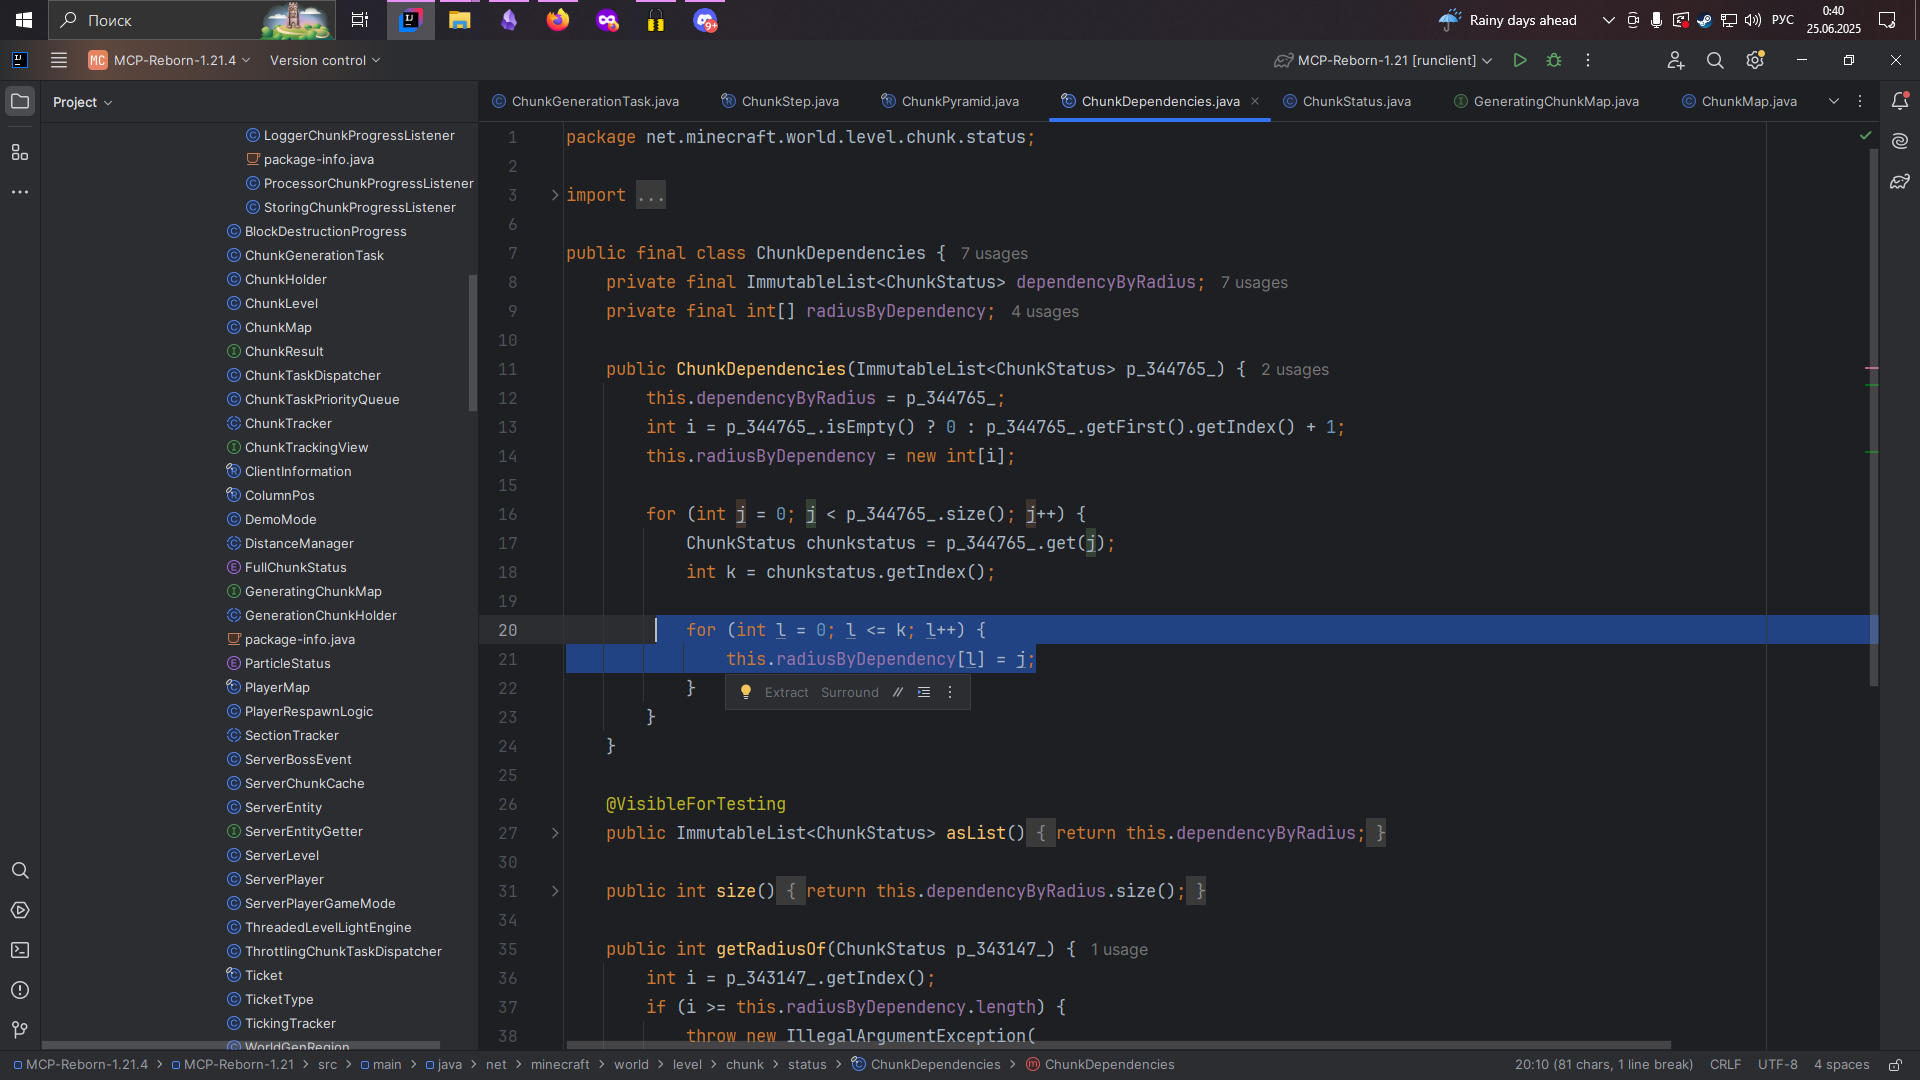 Поиск
9+
Rainy days ahead
РУС
0:40
25.06.2025
MC MCP-Reborn-1.21.4
Version control
MCP-Reborn-1.21 [runclient]
Project
ChunkGenerationTask.java
ChunkStep.java
ChunkPyramid.java
ChunkDependencies.java
ChunkStatus.java
GeneratingChunkMap.java
ChunkMap.java
LoggerChunkProgressListener
package-info.java
ProcessorChunkProgressListener
StoringChunkProgressListener
BlockDestructionProgress
ChunkGenerationTask
ChunkHolder
ChunkLevel
ChunkMap
ChunkResult
ChunkTaskDispatcher
ChunkTaskPriorityQueue
ChunkTracker
ChunkTrackingView
ClientInformation
ColumnPos
DemoMode
DistanceManager
FullChunkStatus
GeneratingChunkMap
GenerationChunkHolder
package-info.java
ParticleStatus
PlayerMap
PlayerRespawnLogic
SectionTracker
ServerBossEvent
ServerChunkCache
ServerEntity
ServerEntityGetter
ServerLevel
ServerPlayer
ServerPlayerGameMode
ThreadedLevelLightEngine
ThrottlingChunkTaskDispatcher
Ticket
TicketType
TickingTracker
WorldGenRegion
1 package net.minecraft.world.level.chunk.status;
2
3 import ...
6
7 public final class ChunkDependencies { 7 usages
8 private final ImmutableList<ChunkStatus> dependencyByRadius; 7 usages
9 private final int[] radiusByDependency; 4 usages
10
11 public ChunkDependencies(ImmutableList<ChunkStatus> p_344765_) { 2 usages
12 this.dependencyByRadius = p_344765_;
13 int i = p_344765_.isEmpty() ? 0 : p_344765_.getFirst().getIndex() + 1;
14 this.radiusByDependency = new int[i];
15
16 for (int j = 0; j < p_344765_.size(); j++) {
17 ChunkStatus chunkstatus = p_344765_.get(j);
18 int k = chunkstatus.getIndex();
19
20 for (int l = 0; l <= k; l++) {
21 this.radiusByDependency[l] = j;
22 }
Extract Surround //
23 }
24 }
25
26 @VisibleForTesting
27 public ImmutableList<ChunkStatus> asList() { return this.dependencyByRadius; }
30
31 public int size() { return this.dependencyByRadius.size(); }
34
35 public int getRadiusOf(ChunkStatus p_343147_) { 1 usage
36 int i = p_343147_.getIndex();
37 if (i >= this.radiusByDependency.length) {
38 throw new IllegalArgumentException(
MCP-Reborn-1.21.4 > MCP-Reborn-1.21 > src > main > java > net > minecraft > world > level > chunk > status > ChunkDependencies > ChunkDependencies
20:10 (81 chars, 1 line break) CRLF UTF-8 4 spaces